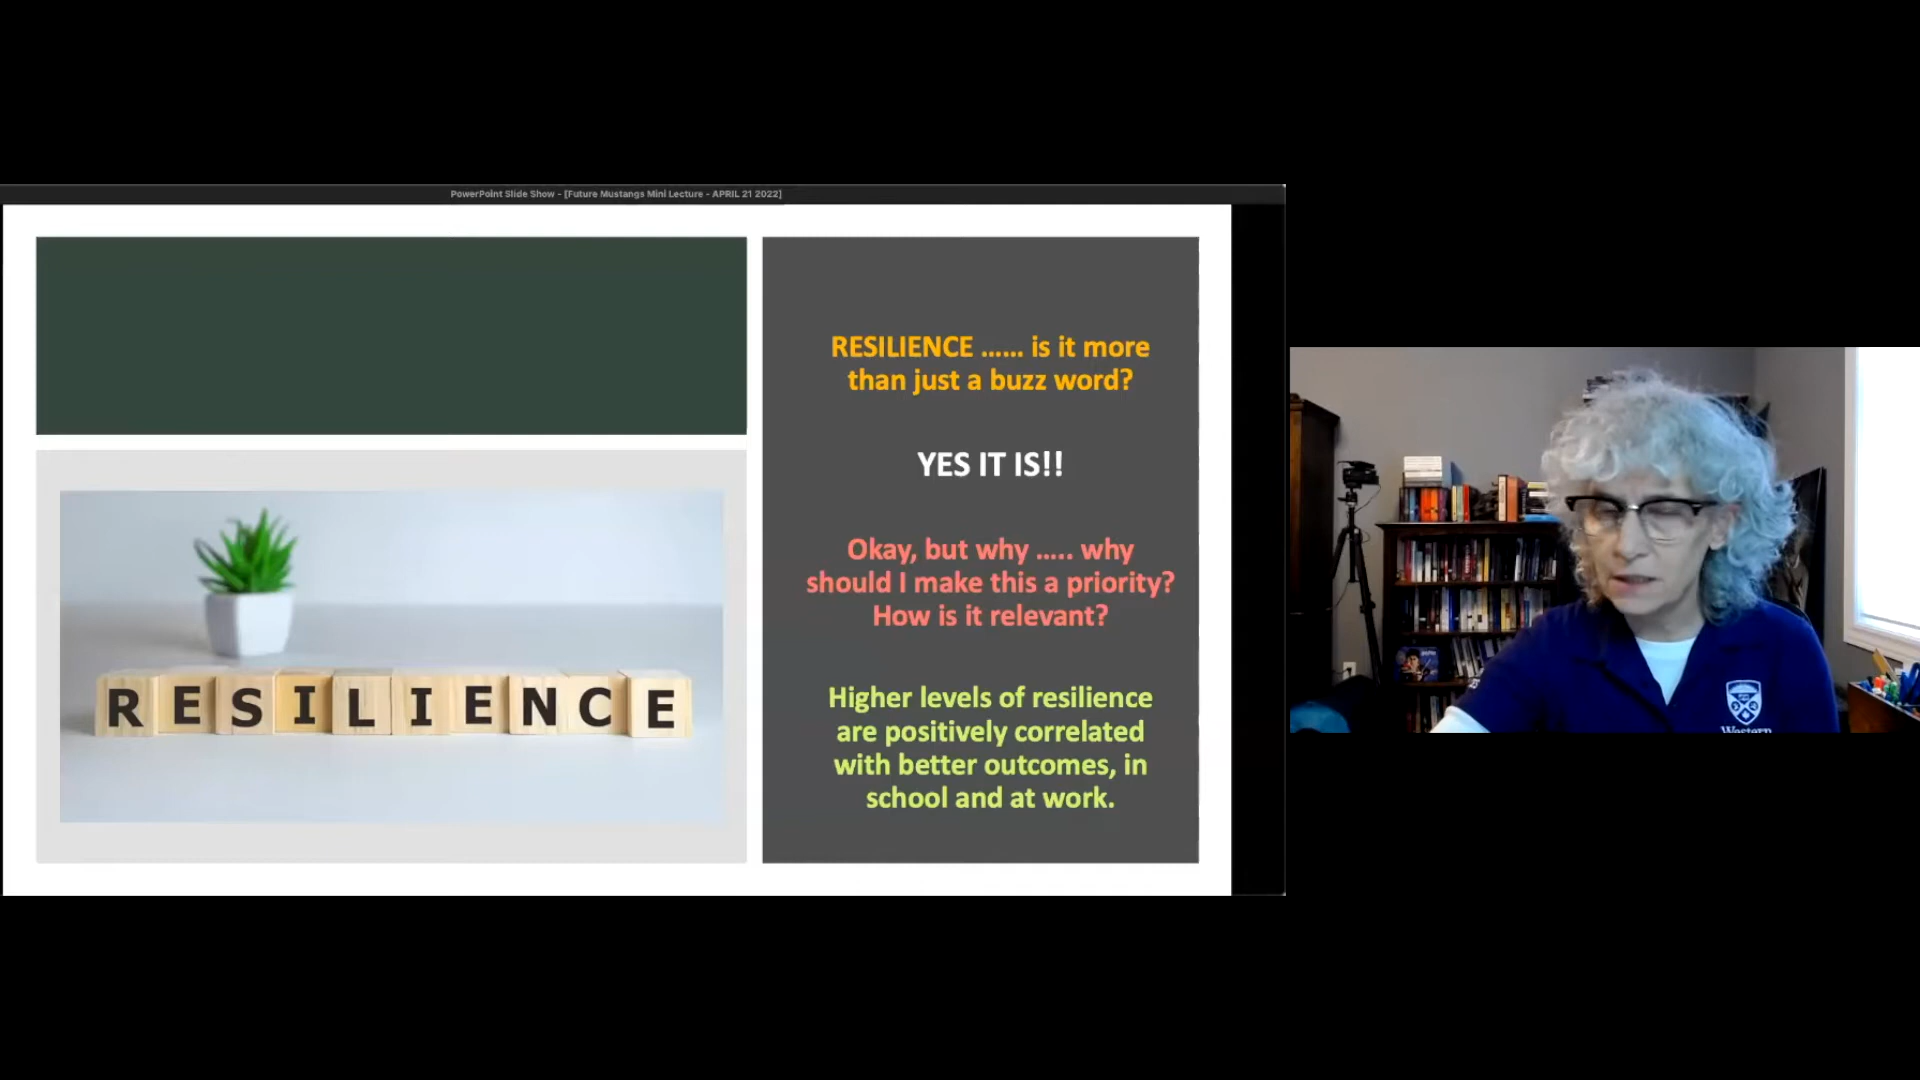 PowerPoint Slide Show - [Future Mustangs Mini Lecture - APRIL 21 2022]
RESILIENCE
RESILIENCE ...... is it more
than just a buzz word?
YES IT IS!!
Okay, but why ..... why
should I make this a priority?
How is it relevant?
Higher levels of resilience
are positively correlated
with better outcomes, in
school and at work.
Western